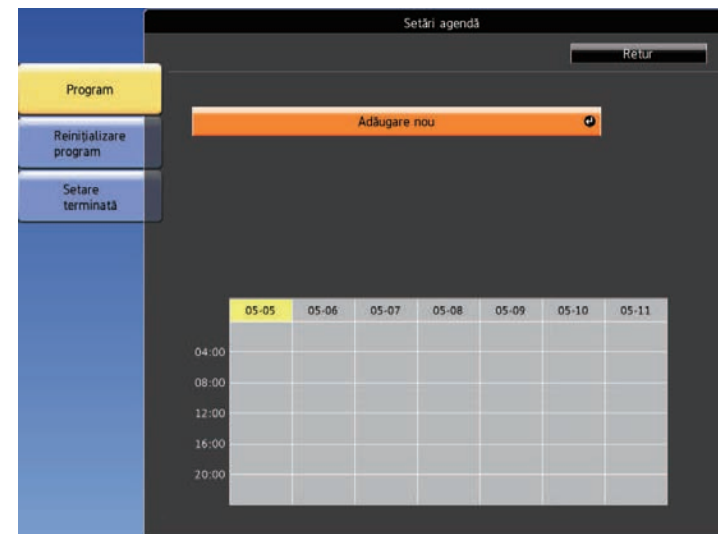 Setări agendă
Retur
Program
Adăugare nou
Reinițializare
program
Setare
terminată
05-05 05-06 05-07 05-08 05-09 05-10 05-11
04:00
08:00
12:00
16:00
20:00